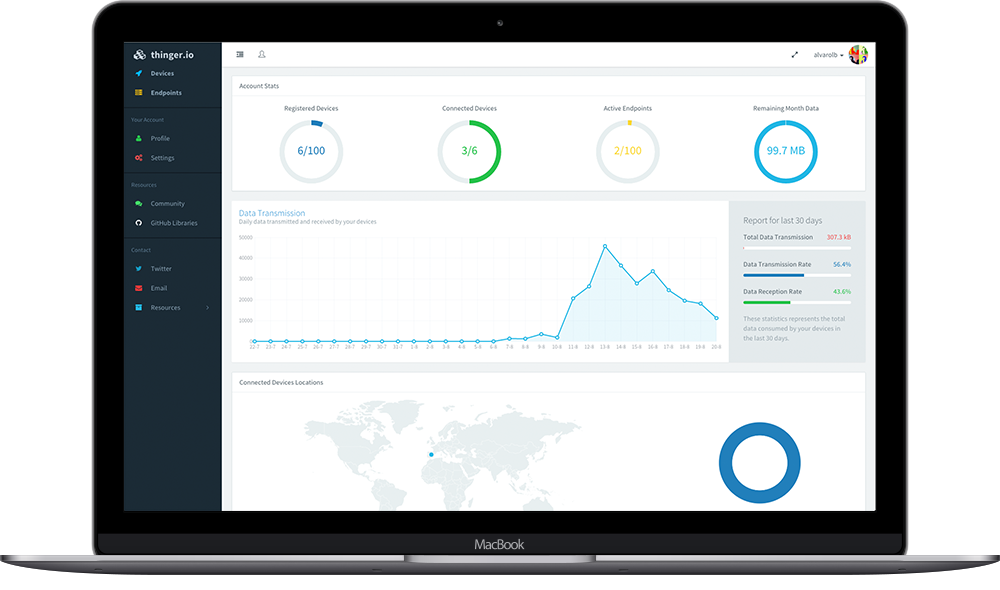 thinger.io
Devices
Endpoints
Your Account
Profile
Settings
Resources
Community
GitHub Libraries
Contact
Twitter
Email
Resources
alvarolb
Account Stats
Registered Devices
6/100
Connected Devices
3/6
Active Endpoints
2/100
Remaining Month Data
99.7 MB
Data Transmission
Daily data transmitted and received by your devices
50000
40000
30000
20000
10000
22-7 23-7 24-7 25-7 26-7 27-7 28-7 29-7 30-7 31-7 1-8 2-8 3-8 4-8 5-8 6-8 7-8 8-8 9-8 10-8 11-8 12-8 13-8 14-8 15-8 16-8 17-8 18-8 19-8 20-8
Report for last 30 days
Total Data Transmission 307.3 kB
Data Transmission Rate 56.4%
Data Reception Rate 43.6%
These statistics represents the total
data consumed by your devices in
the last 30 days.
Connected Devices Locations
MacBook